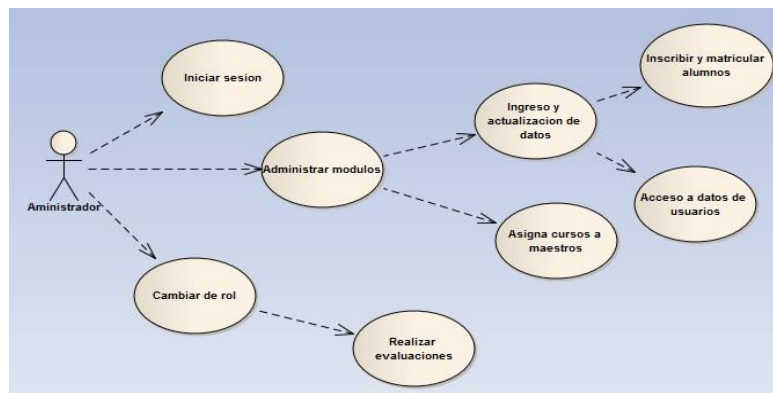 Iniciar sesion
Inscribir y matricular
alumnos
Ingreso y
actualizacion de
datos
Administrar modulos
Aministrador
Acceso a datos de
usuarios
Asigna cursos a
maestros
Cambiar de rol
Realizar
evaluaciones